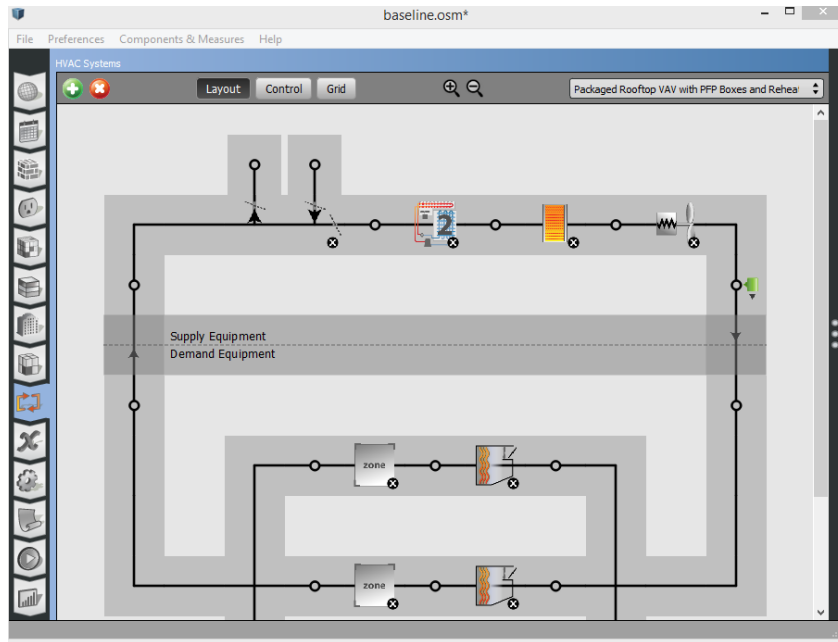 baseline.osm*
File Preferences Components & Measures Help
HVAC Systems
Layout Control Grid Packaged Rooftop VAV with PFP Boxes and Rehea
2
Supply Equipment
Demand Equipment
zone
zone